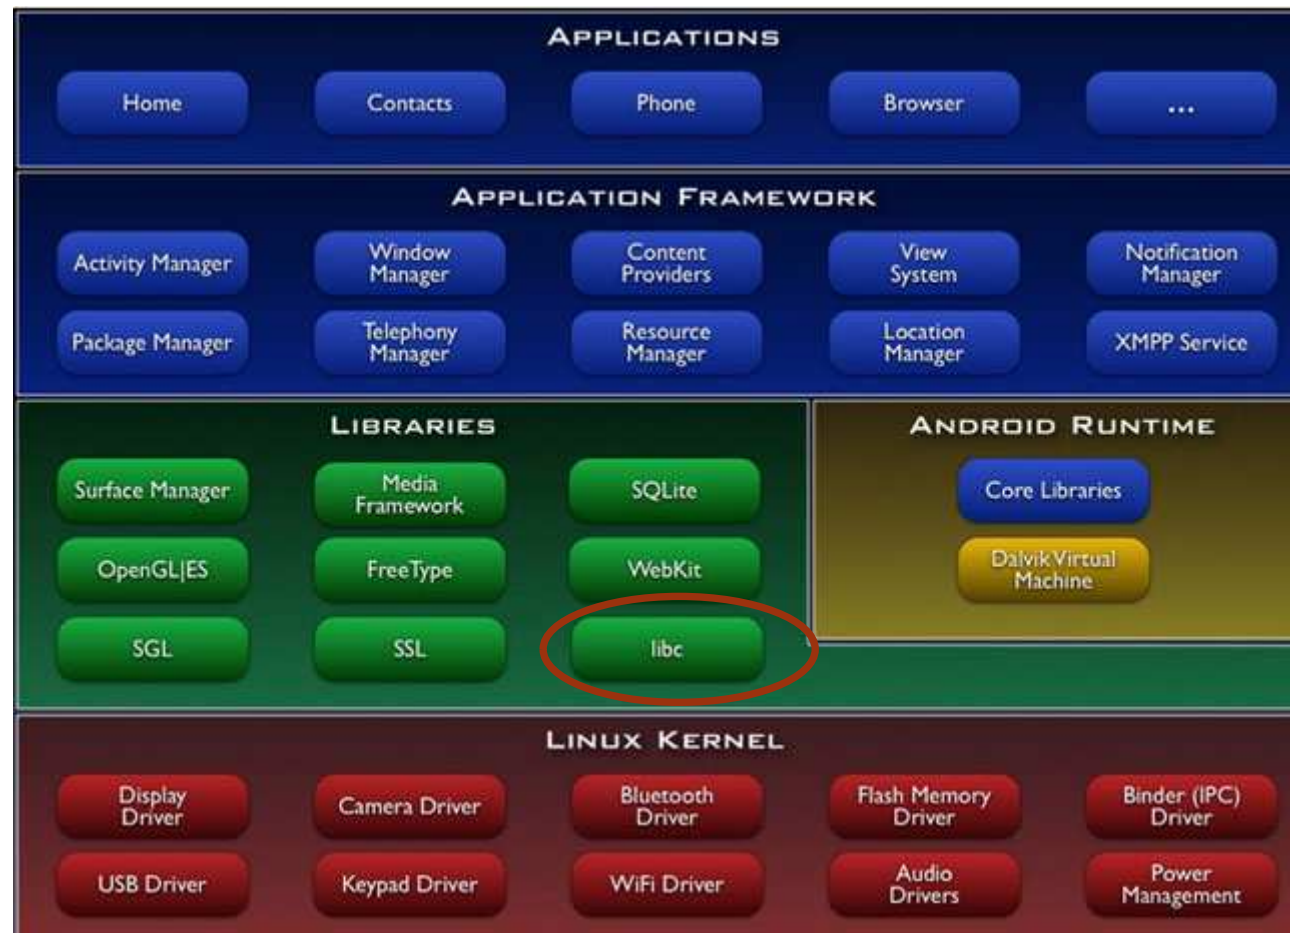 APPLICATIONS
Home
Contacts
Phone
Browser
...
APPLICATION FRAMEWORK
Activity Manager
Window
Manager
Content
Providers
View
System
Notification
Manager
Package Manager
Telephony
Manager
Resource
Manager
Location
Manager
XMPP Service
LIBRARIES
Surface Manager
Media
Framework
SQLite
OpenGL|ES
FreeType
WebKit
SGL
SSL
libc
ANDROID RUNTIME
Core Libraries
Dalvik Virtual
Machine
LINUX KERNEL
Display
Driver
Camera Driver
Bluetooth
Driver
Flash Memory
Driver
Binder (IPC)
Driver
USB Driver
Keypad Driver
WiFi Driver
Audio
Drivers
Power
Management